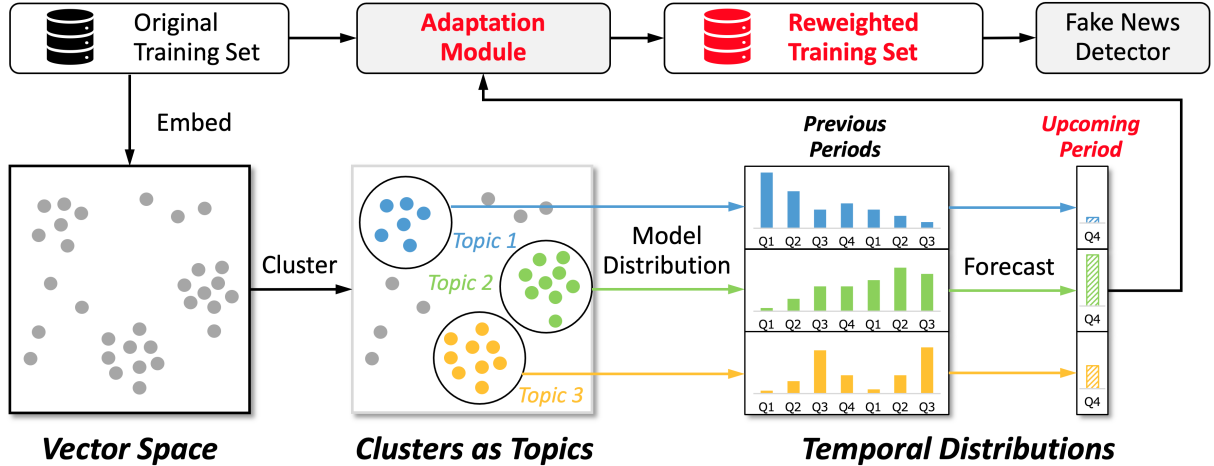 Original
Training Set
Adaptation
Module
Reweighted
Training Set
Fake News
Detector
Embed
Previous
Periods
Upcoming
Period
Topic 1
Topic 2
Topic 3
Cluster
Model
Distribution
Forecast
Q1 Q2 Q3 Q4 Q1 Q2 Q3
Q4
Q1 Q2 Q3 Q4 Q1 Q2 Q3
Q4
Q1 Q2 Q3 Q4 Q1 Q2 Q3
Q4
Vector Space
Clusters as Topics
Temporal Distributions